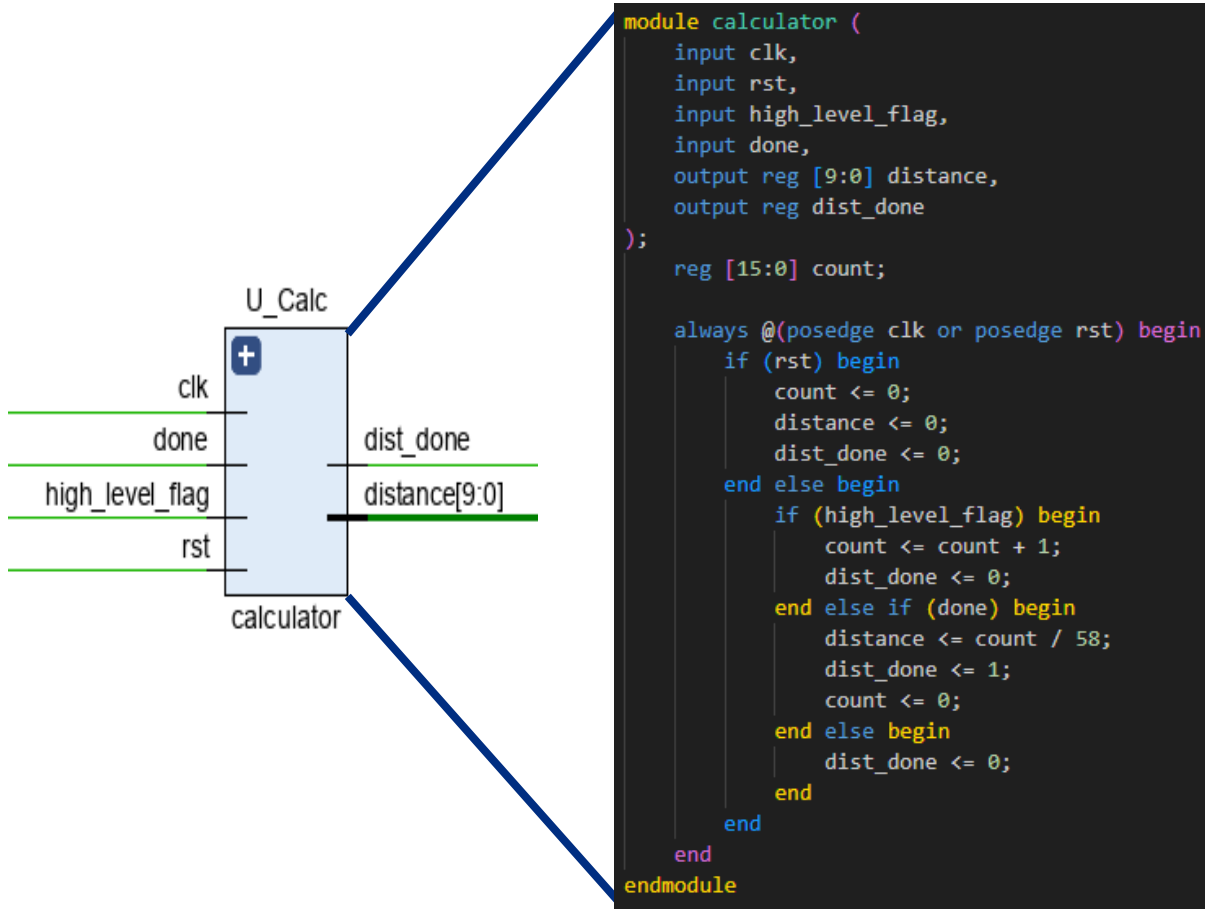 U_Calc
clk
done
high_level_flag
rst
dist_done
distance[9:0]
calculator
module calculator (
    input clk,
    input rst,
    input high_level_flag,
    input done,
    output reg [9:0] distance,
    output reg dist_done
);
    reg [15:0] count;

    always @(posedge clk or posedge rst) begin
        if (rst) begin
            count <= 0;
            distance <= 0;
            dist_done <= 0;
        end else begin
            if (high_level_flag) begin
                count <= count + 1;
                dist_done <= 0;
            end else if (done) begin
                distance <= count / 58;
                dist_done <= 1;
                count <= 0;
            end else begin
                dist_done <= 0;
            end
        end
    end
endmodule